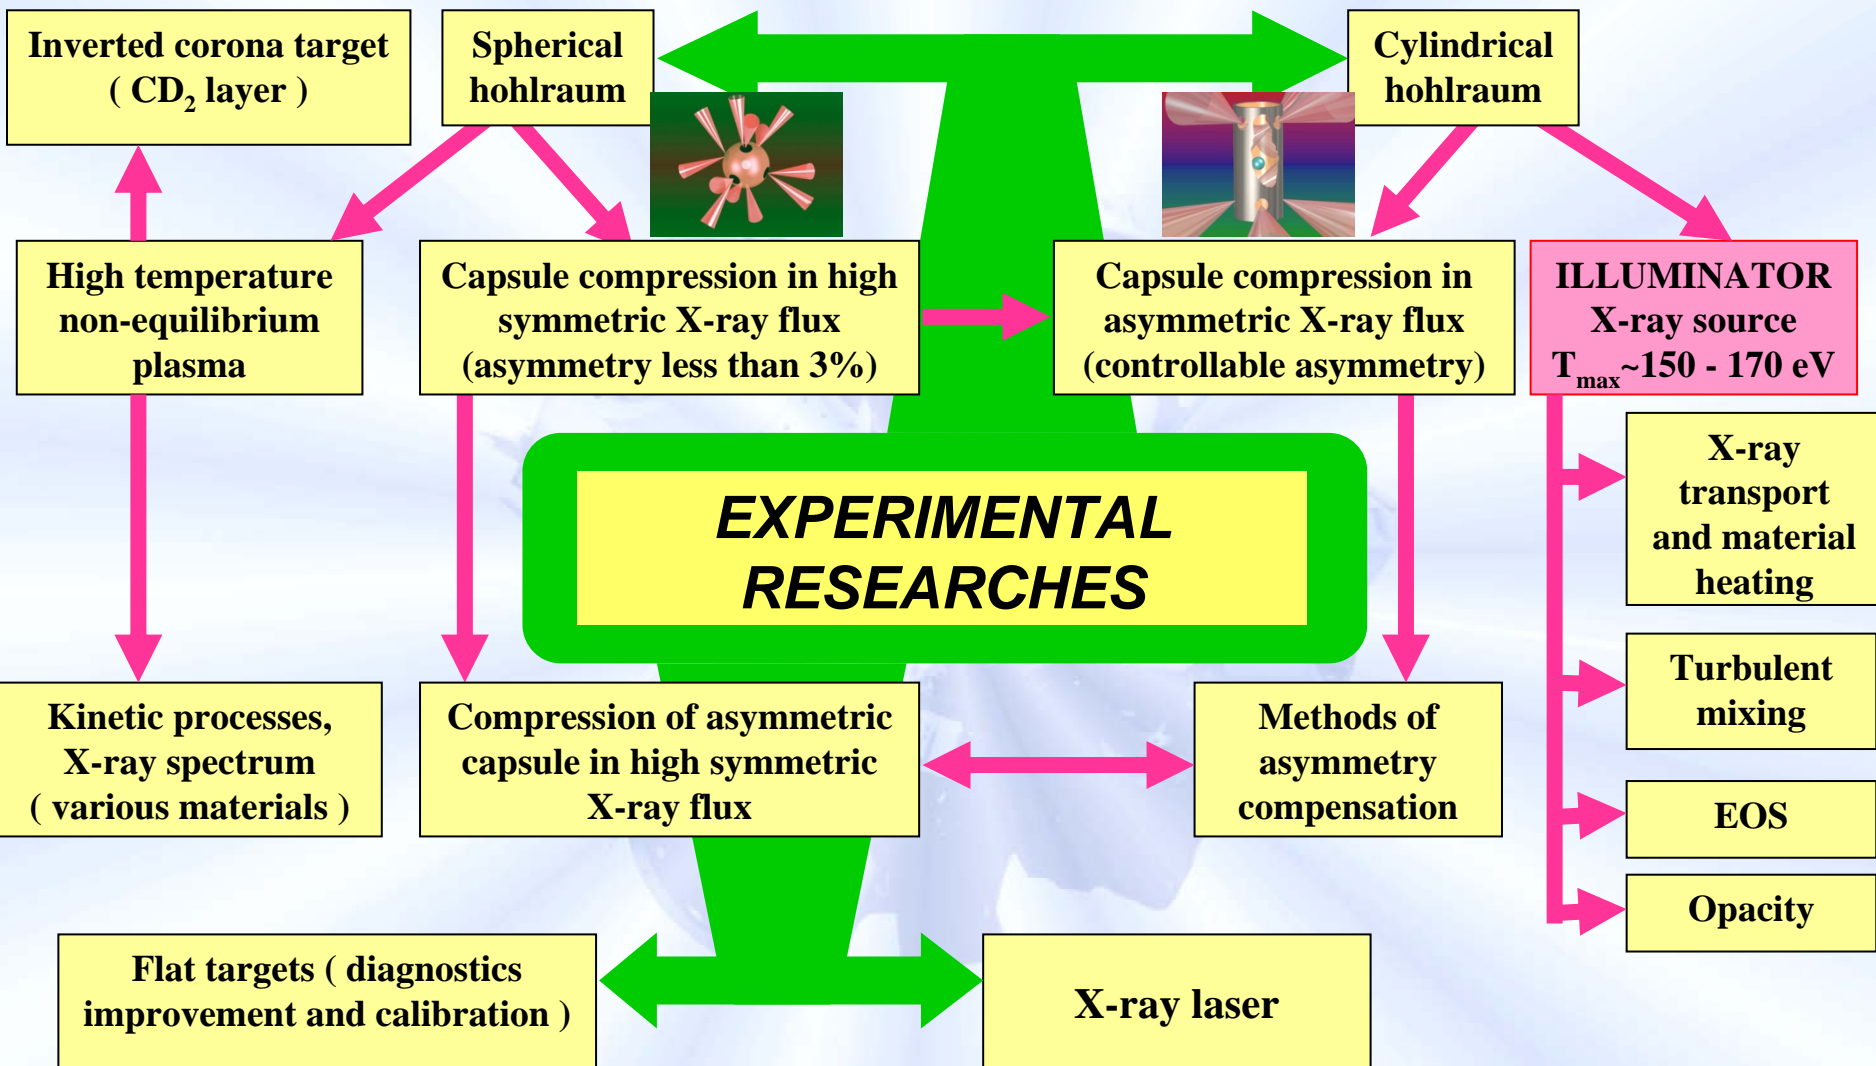 Inverted corona target
( CD₂ layer )
Spherical
hohlraum
Cylindrical
hohlraum
High temperature
non-equilibrium
plasma
Capsule compression in high
symmetric X-ray flux
(asymmetry less than 3%)
Capsule compression in
asymmetric X-ray flux
(controllable asymmetry)
ILLUMINATOR
X-ray source
Tmax~150 - 170 eV
EXPERIMENTAL
RESEARCHES
X-ray
transport
and material
heating
Turbulent
mixing
EOS
Opacity
Kinetic processes,
X-ray spectrum
( various materials )
Compression of asymmetric
capsule in high symmetric
X-ray flux
Methods of
asymmetry
compensation
Flat targets ( diagnostics
improvement and calibration )
X-ray laser